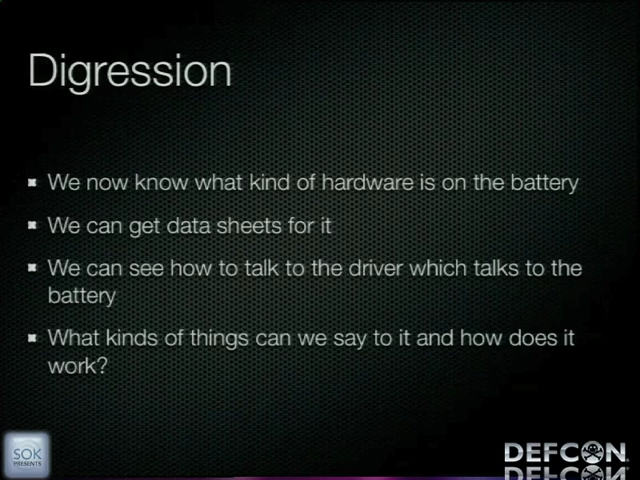 Digression
We now know what kind of hardware is on the battery
We can get data sheets for it
We can see how to talk to the driver which talks to the
battery
What kinds of things can we say to it and how does it
work?
SOK
PRESENTS
DEFCON